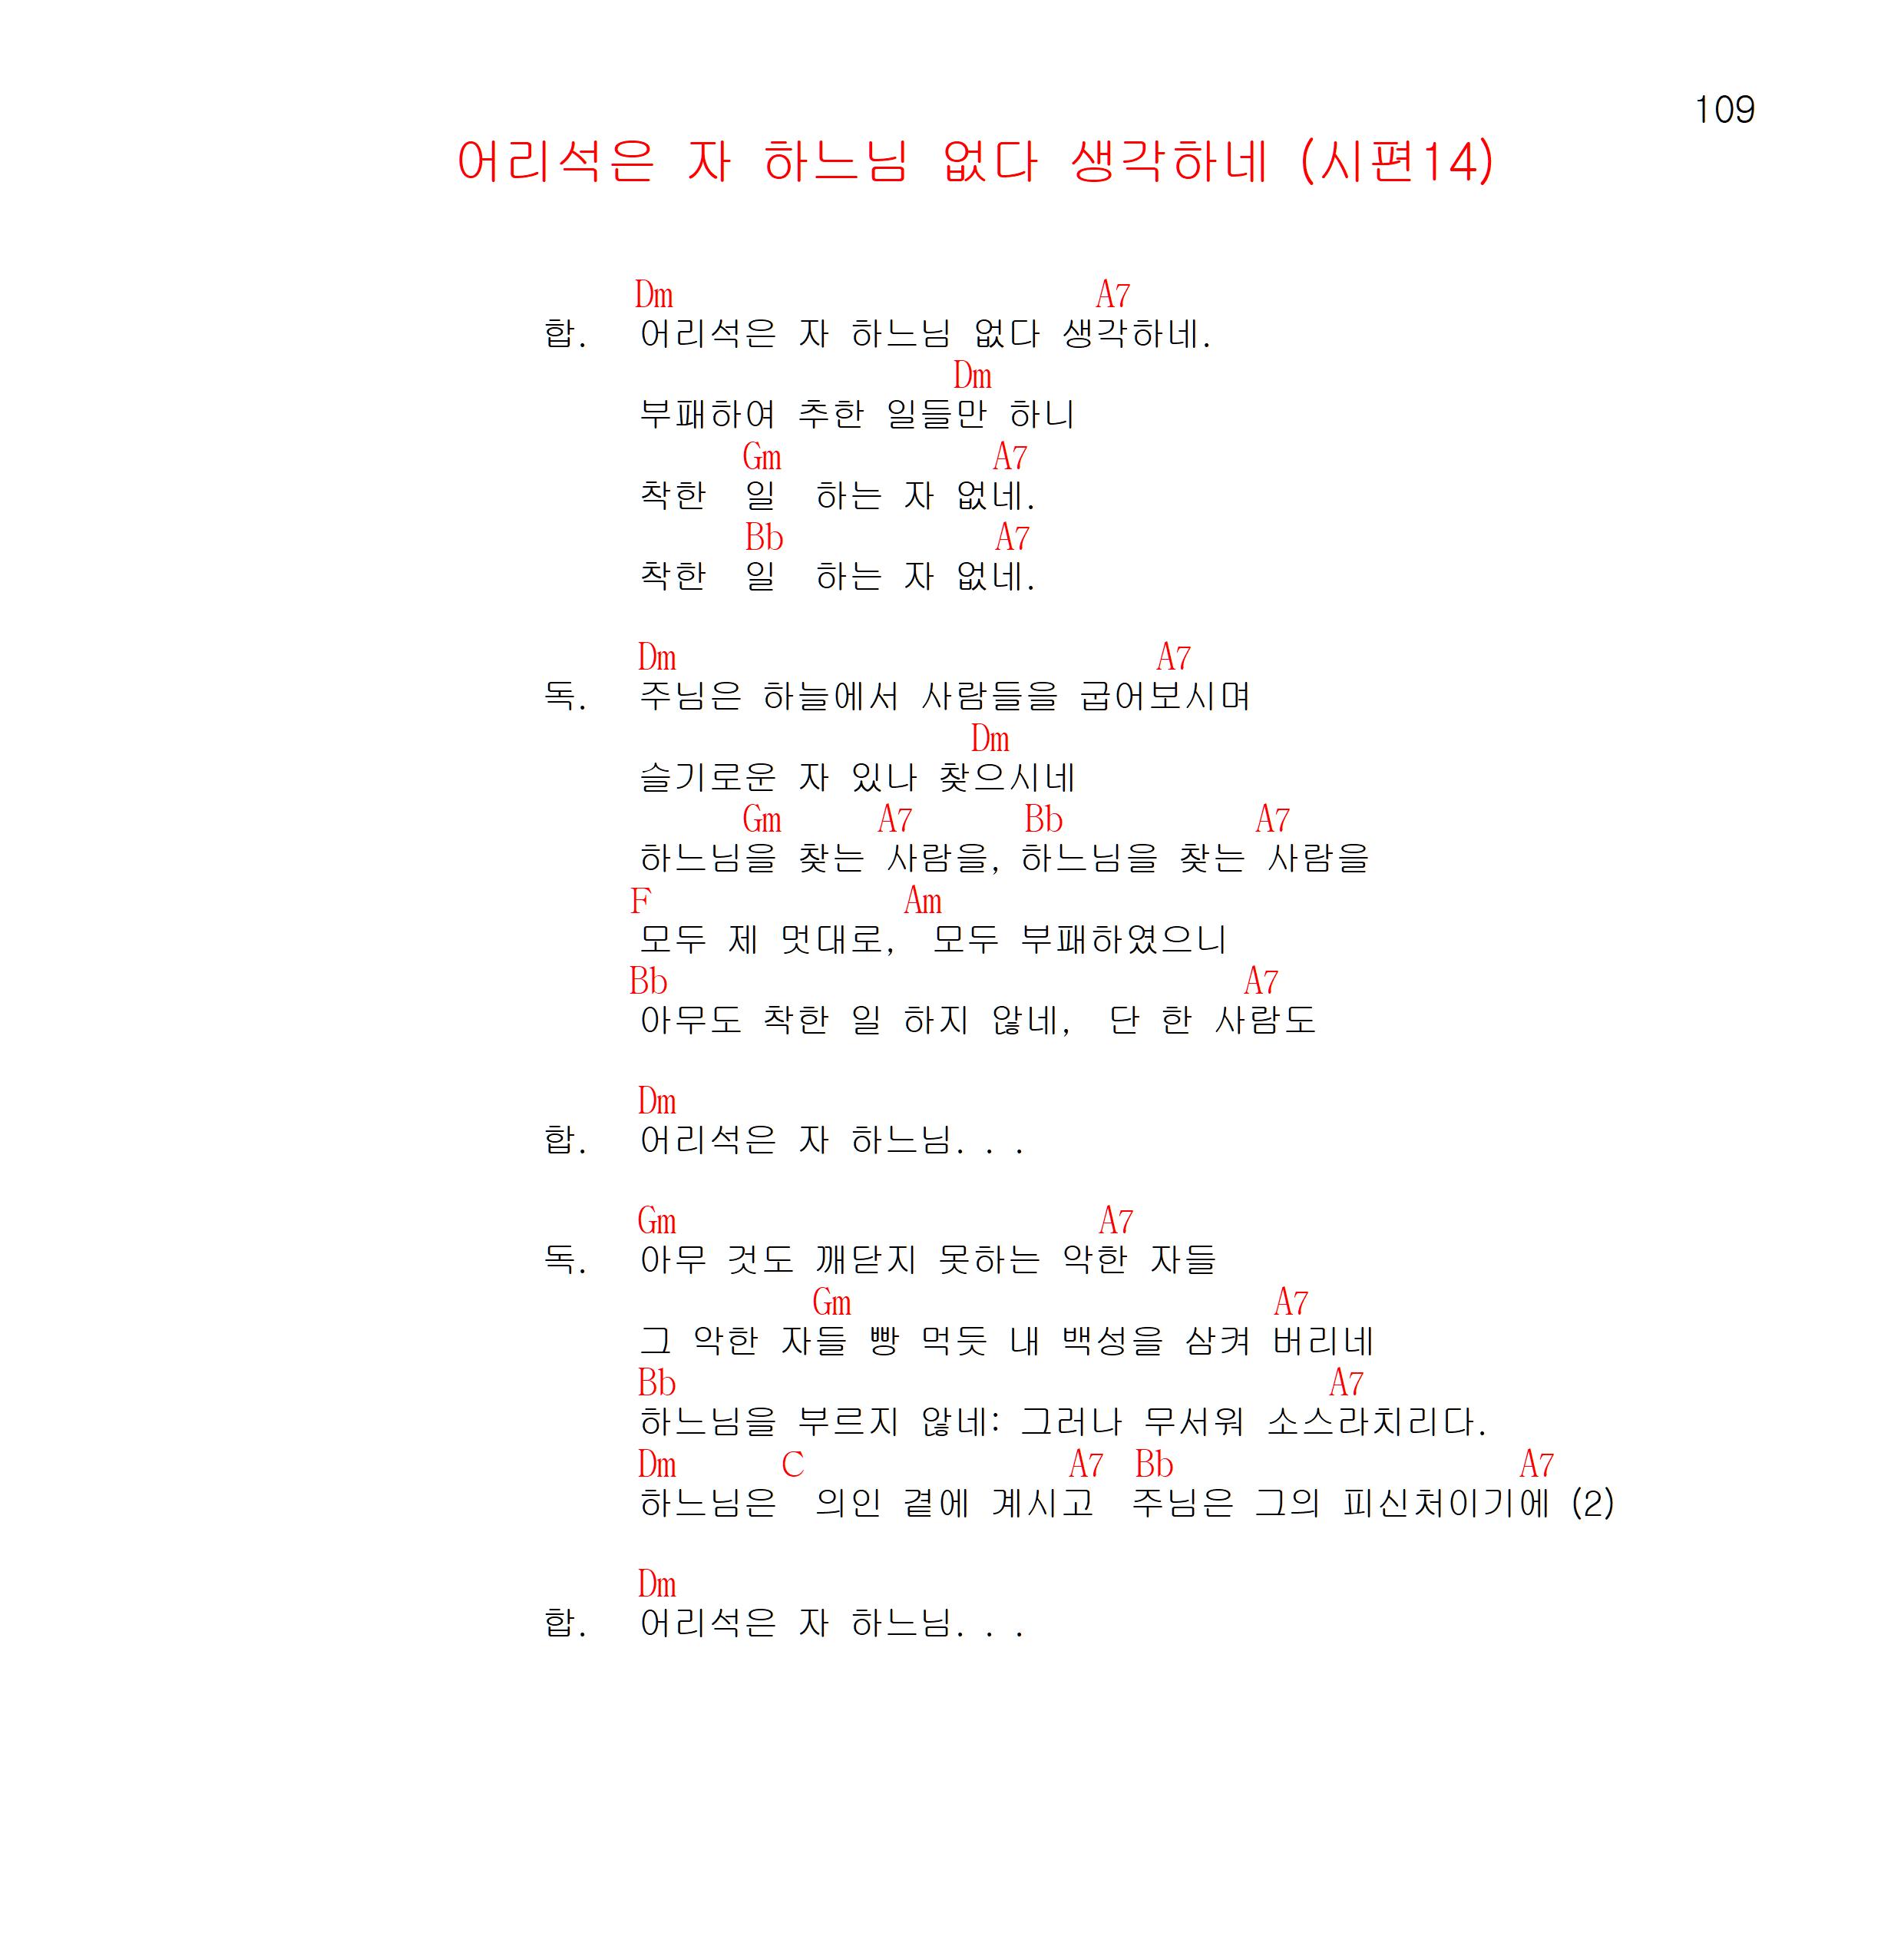 109
어리석은 자 하느님 없다 생각하네 (시편14)
Dm A7
합. 어리석은 자 하느님 없다 생각하네.
Dm
부패하여 추한 일들만 하니
Gm A7
착한 일 하는 자 없네.
Bb A7
착한 일 하는 자 없네.
Dm A7
독. 주님은 하늘에서 사람들을 굽어보시며
Dm
슬기로운 자 있나 찾으시네
Gm A7 Bb A7
하느님을 찾는 사람을, 하느님을 찾는 사람을
F Am
모두 제 멋대로, 모두 부패하였으니
Bb A7
아무도 착한 일 하지 않네, 단 한 사람도
Dm
합. 어리석은 자 하느님. . .
Gm A7
독. 아무 것도 깨닫지 못하는 악한 자들
Gm A7
그 악한 자들 빵 먹듯 내 백성을 삼켜 버리네
Bb A7
하느님을 부르지 않네: 그러나 무서워 소스라치리다.
Dm C A7 Bb A7
하느님은 의인 곁에 계시고 주님은 그의 피신처이기에 (2)
Dm
합. 어리석은 자 하느님. . .